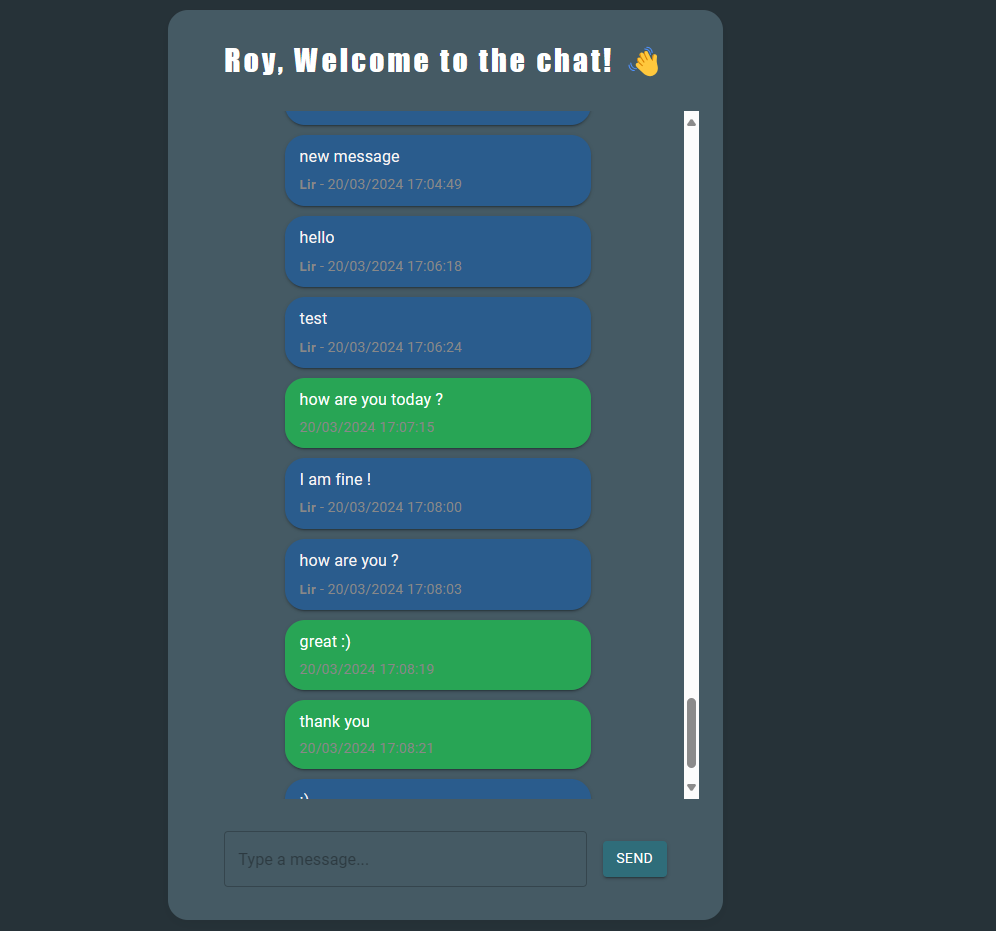 Roy, Welcome to the chat! 👋
new message
Lir - 20/03/2024 17:04:49
hello
Lir - 20/03/2024 17:06:18
test
Lir - 20/03/2024 17:06:24
how are you today ?
20/03/2024 17:07:15
I am fine !
Lir - 20/03/2024 17:08:00
how are you ?
Lir - 20/03/2024 17:08:03
great :)
20/03/2024 17:08:19
thank you
20/03/2024 17:08:21
:)
Type a message...
SEND